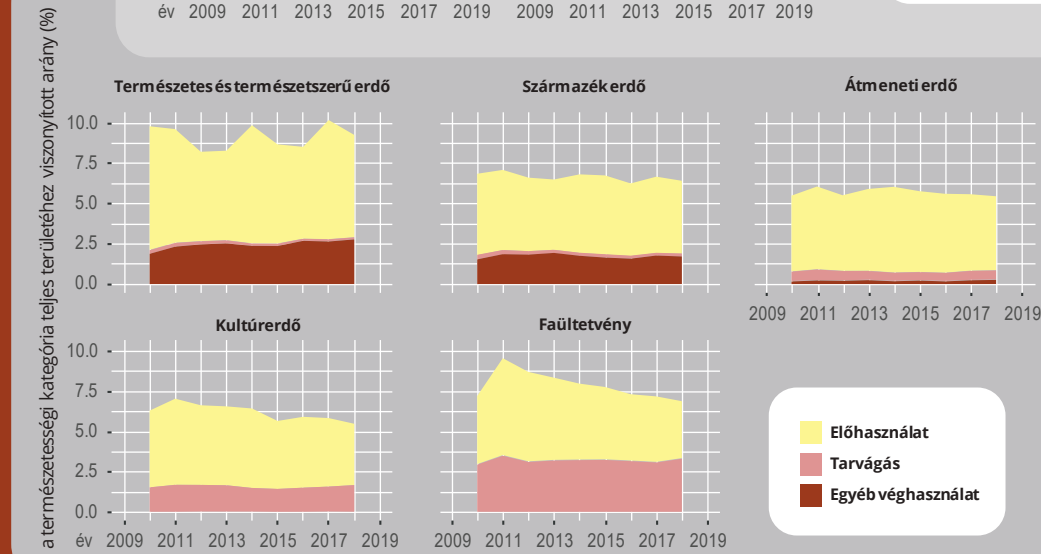 év 2009 2011 2013 2015 2017 2019 2009 2011 2013 2015 2017 2019
a természetességi kategória teljes területéhez viszonyított arány (%)
Természetes és természetszerű erdő
Származék erdő
Átmeneti erdő
10.0
7.5
5.0
2.5
0.0
2009 2011 2013 2015 2017 2019
Kultúrerdő
Faültetvény
10.0
7.5
5.0
2.5
0.0
év 2009 2011 2013 2015 2017 2019
2009 2011 2013 2015 2017 2019
Előhasználat
Tarvágás
Egyéb véghasználat